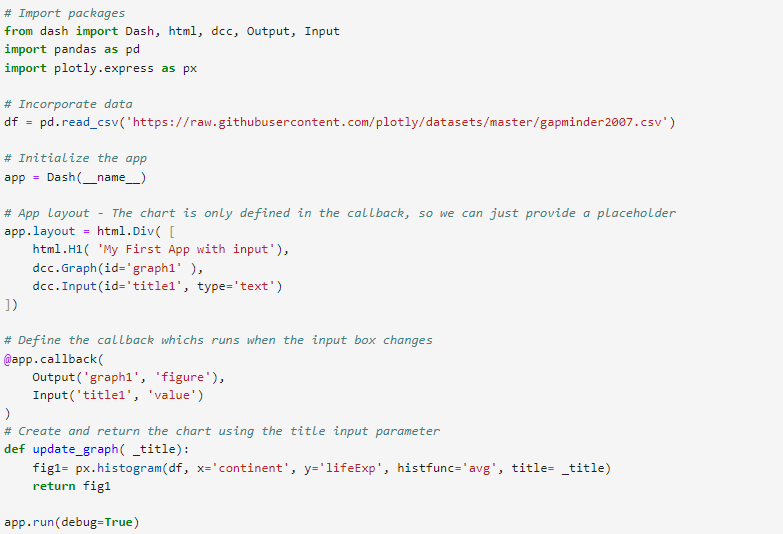 # Import packages
from dash import Dash, html, dcc, Output, Input
import pandas as pd
import plotly.express as px
# Incorporate data
df = pd.read_csv('https://raw.githubusercontent.com/plotly/datasets/master/gapminder2007.csv')
# Initialize the app
app = Dash(__name__)
# App layout - The chart is only defined in the callback, so we can just provide a placeholder
app.layout = html.Div( [
    html.H1( 'My First App with input'),
    dcc.Graph(id='graph1' ),
    dcc.Input(id='title1', type='text')
])
# Define the callback whichs runs when the input box changes
@app.callback(
    Output('graph1', 'figure'),
    Input('title1', 'value')
)
# Create and return the chart using the title input parameter
def update_graph( _title):
    fig1= px.histogram(df, x='continent', y='lifeExp', histfunc='avg', title= _title)
    return fig1
app.run(debug=True)